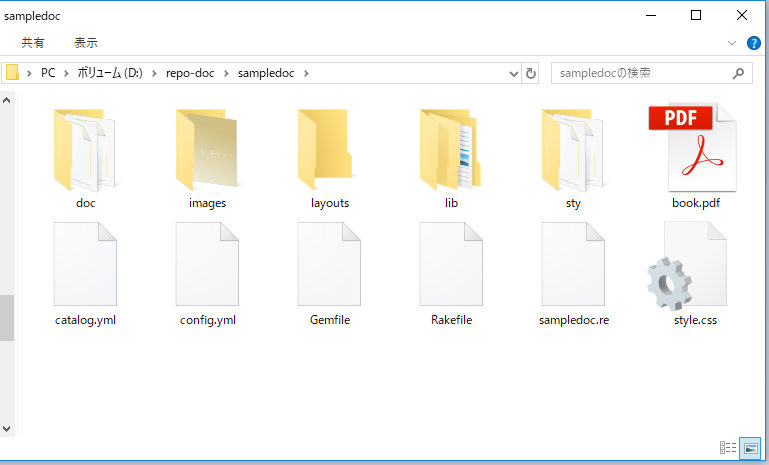 sampledoc
共有 表示
PC ボリューム (D:) repo-doc sampledoc
sampledocの検索
doc images layouts lib sty PDF book.pdf
catalog.yml config.yml Gemfile Rakefile sampledoc.re style.css